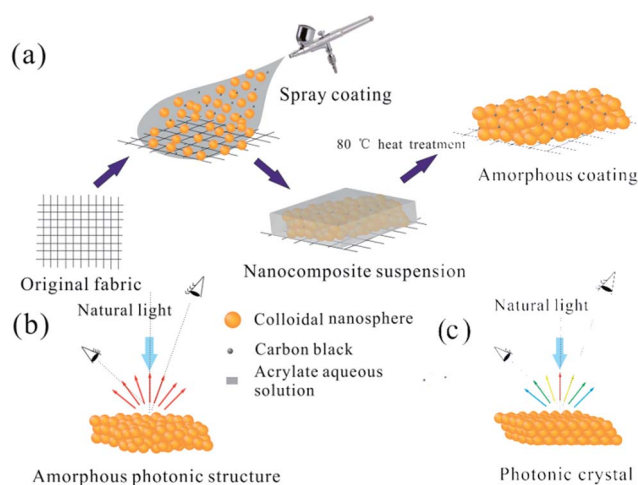 (a)
Spray coating
80 ℃ heat treatment
Amorphous coating
Original fabric
Nanocomposite suspension
(b)
Natural light
Colloidal nanosphere
Carbon black
Acrylate aqueous
solution
Amorphous photonic structure
(c)
Natural light
Photonic crystal